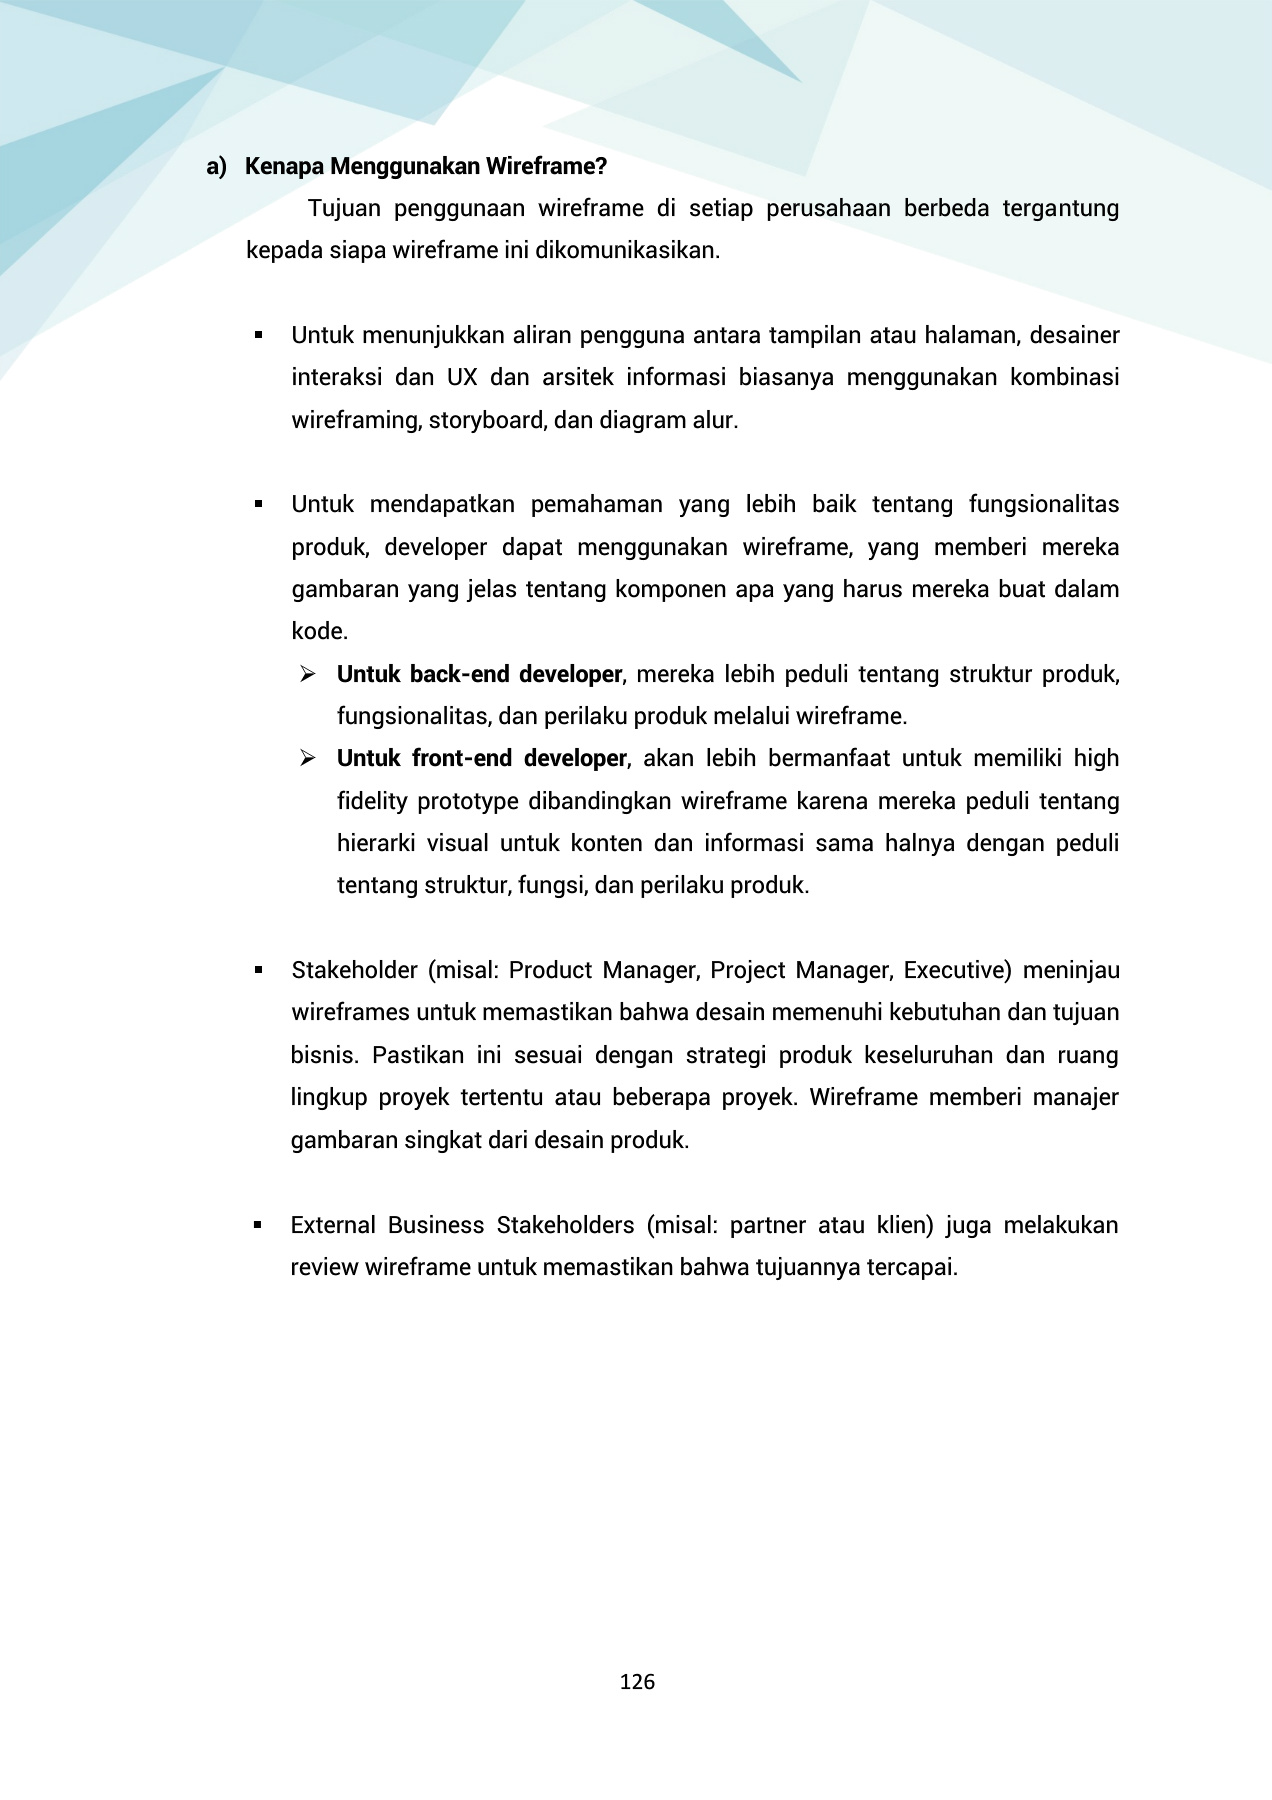 a) Kenapa Menggunakan Wireframe?
Tujuan penggunaan wireframe di setiap perusahaan berbeda tergantung
kepada siapa wireframe ini dikomunikasikan.
▪ Untuk menunjukkan aliran pengguna antara tampilan atau halaman, desainer
interaksi dan UX dan arsitek informasi biasanya menggunakan kombinasi
wireframing, storyboard, dan diagram alur.
▪ Untuk mendapatkan pemahaman yang lebih baik tentang fungsionalitas
produk, developer dapat menggunakan wireframe, yang memberi mereka
gambaran yang jelas tentang komponen apa yang harus mereka buat dalam
kode.
➢ Untuk back-end developer, mereka lebih peduli tentang struktur produk,
fungsionalitas, dan perilaku produk melalui wireframe.
➢ Untuk front-end developer, akan lebih bermanfaat untuk memiliki high
fidelity prototype dibandingkan wireframe karena mereka peduli tentang
hierarki visual untuk konten dan informasi sama halnya dengan peduli
tentang struktur, fungsi, dan perilaku produk.
▪ Stakeholder (misal: Product Manager, Project Manager, Executive) meninjau
wireframes untuk memastikan bahwa desain memenuhi kebutuhan dan tujuan
bisnis. Pastikan ini sesuai dengan strategi produk keseluruhan dan ruang
lingkup proyek tertentu atau beberapa proyek. Wireframe memberi manajer
gambaran singkat dari desain produk.
▪ External Business Stakeholders (misal: partner atau klien) juga melakukan
review wireframe untuk memastikan bahwa tujuannya tercapai.
126